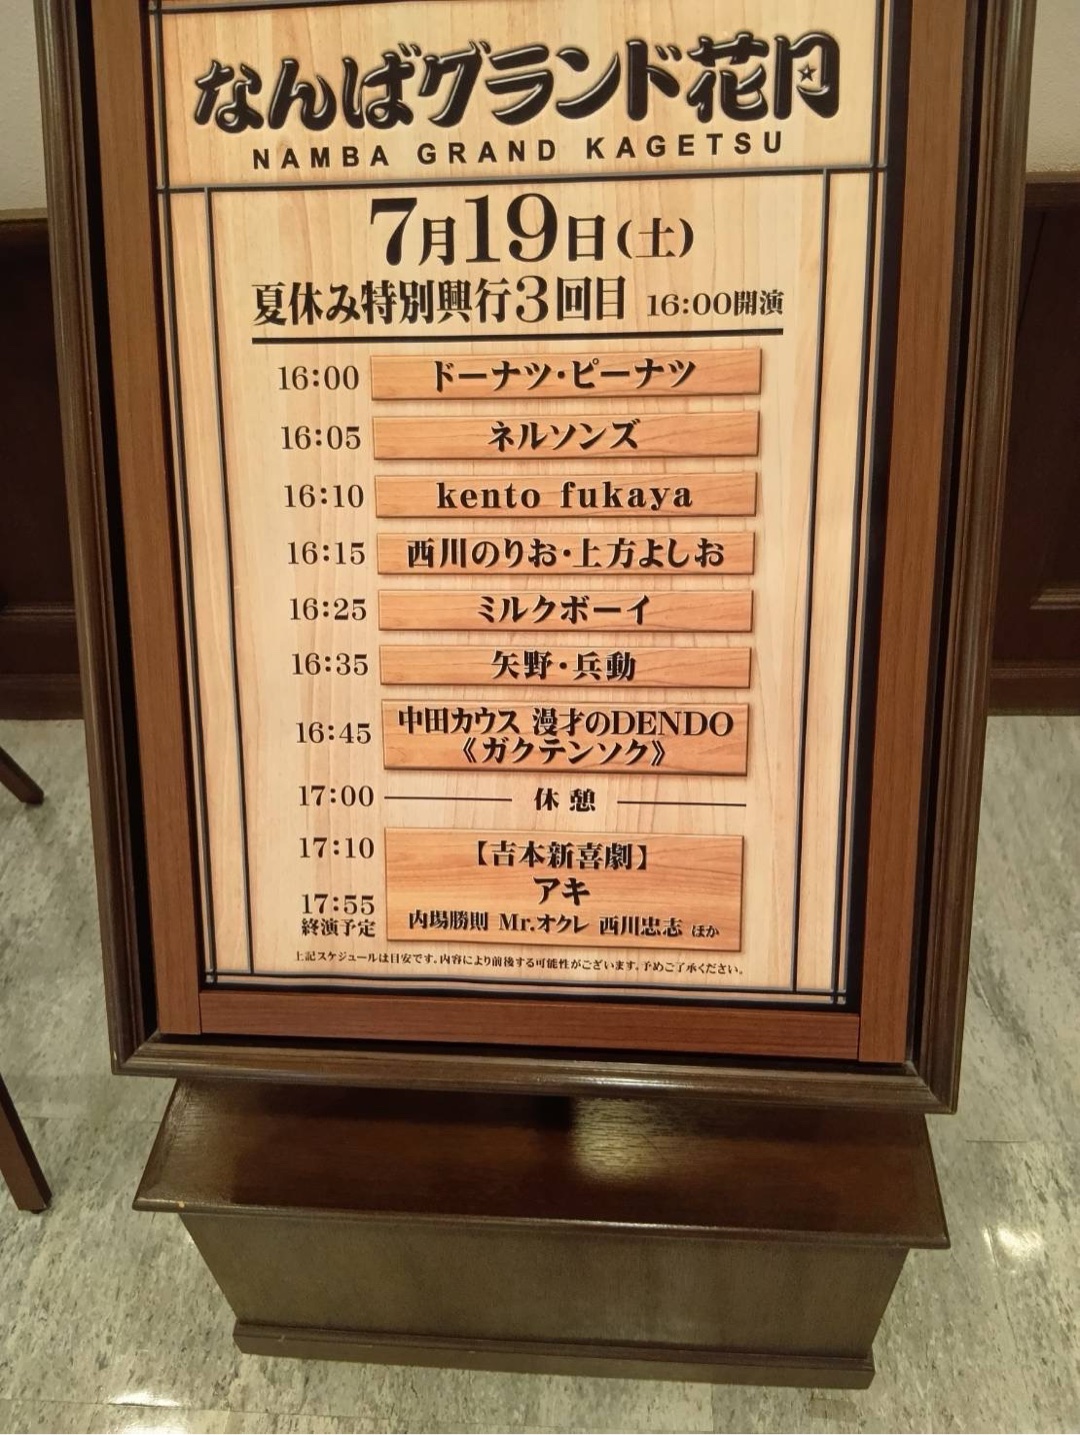 なんばグランド花月
NAMBA GRAND KAGETSU
7月19日(土)
夏休み特別興行3回目 16:00開演
16:00 ドーナツ・ピーナツ
16:05 ネルソンズ
16:10 kento fukaya
16:15 西川のりお・上方よしお
16:25 ミルクボーイ
16:35 矢野・兵動
16:45 中田カウス 漫才のDENDO
《ガクテンソク》
17:00 休憩
17:10 【吉本新喜劇】
アキ
17:55
終演予定 内場勝則 Mr.オクレ 西川忠志 ほか
上記スケジュールは目安です。内容により前後する可能性がございます。予めご了承ください。